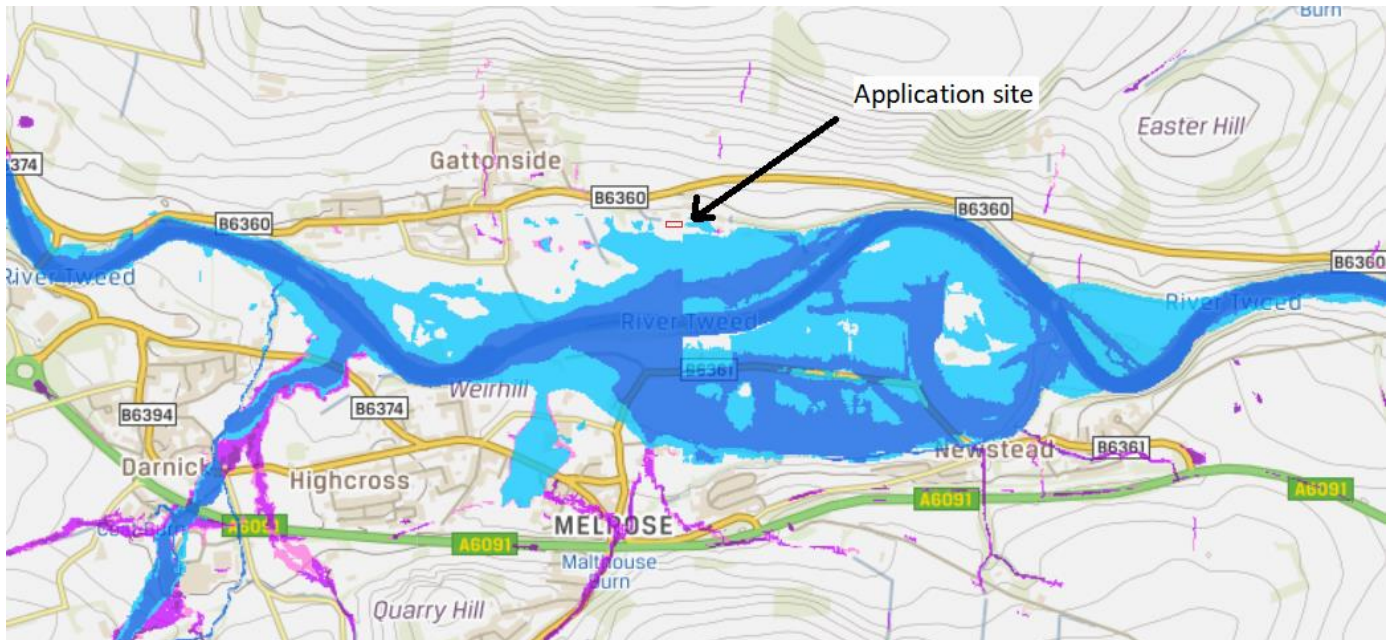 Burn
Application site
Easter Hill
374
Gattonside
B6360
B6360
B6360
B6360
River Tweed
River Tweed
River Tweed
B6361
Weirhill
B6394
B6374
Newstead
B6361
Darnick
Highcross
A6091
A6091
A6091
A6091
MELROSE
Malthouse
Burn
Quarry Hill